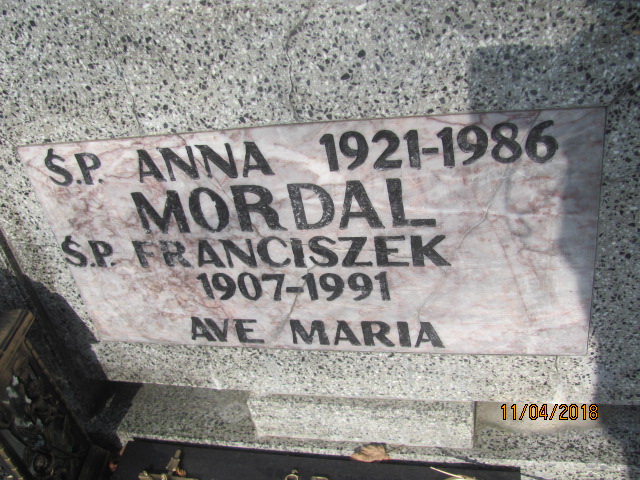 Ś.P. ANNA 1921-1986
MORDAL
Ś.P. FRANCISZEK
1907-1991
AVE MARIA
11/04/2018